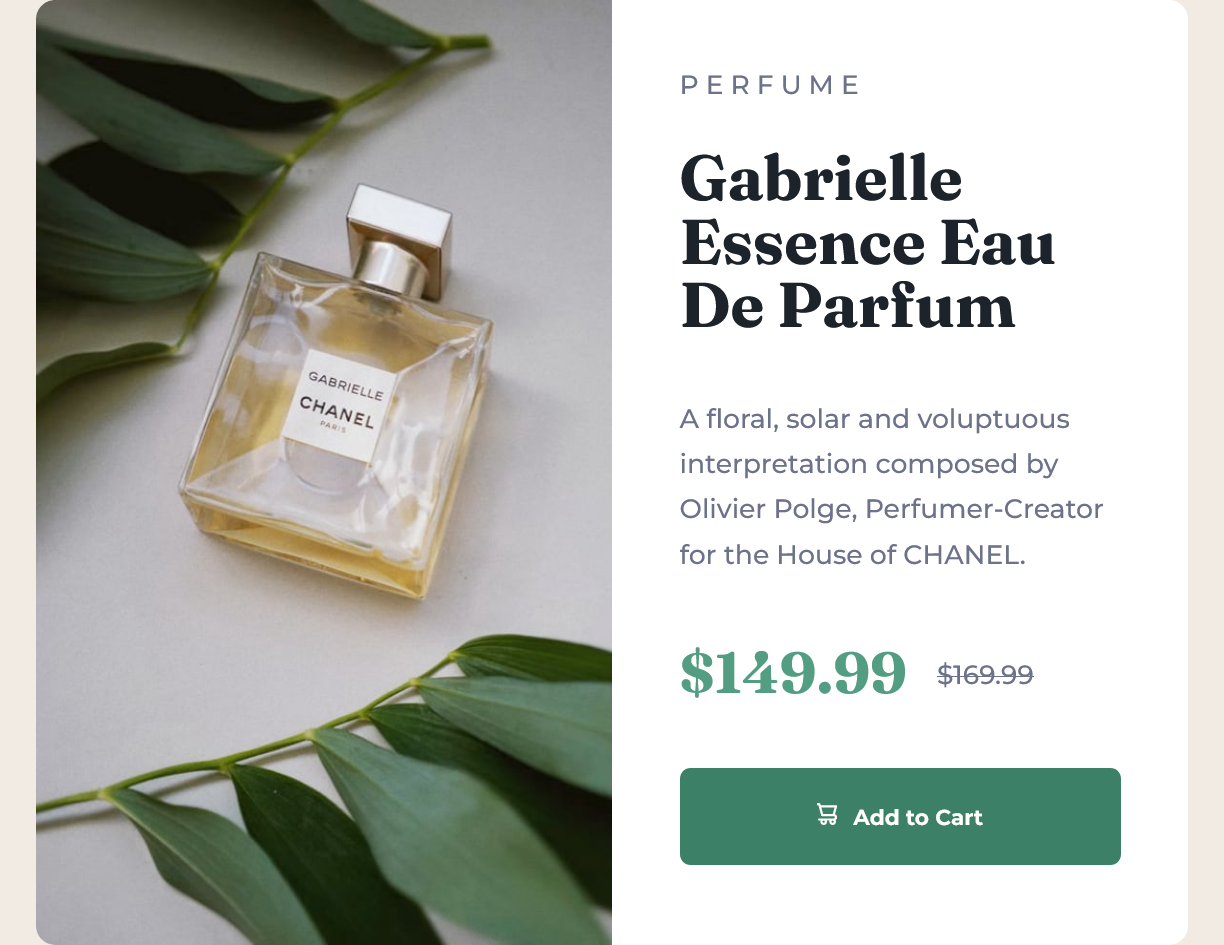 GABRIELLE
CHANEL
PARIS
PERFUME
Gabrielle
Essence Eau
De Parfum
A floral, solar and voluptuous
interpretation composed by
Olivier Polge, Perfumer-Creator
for the House of CHANEL.
$149.99 $169.99
Add to Cart